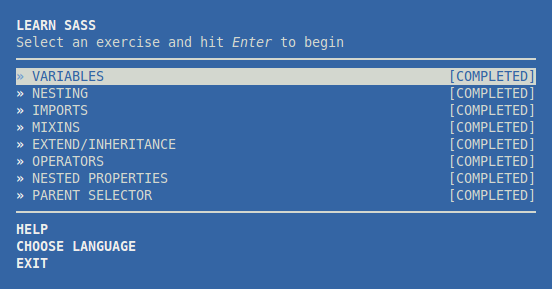 LEARN SASS
Select an exercise and hit Enter to begin
» VARIABLES [COMPLETED]
» NESTING [COMPLETED]
» IMPORTS [COMPLETED]
» MIXINS [COMPLETED]
» EXTEND/INHERITANCE [COMPLETED]
» OPERATORS [COMPLETED]
» NESTED PROPERTIES [COMPLETED]
» PARENT SELECTOR [COMPLETED]
HELP
CHOOSE LANGUAGE
EXIT